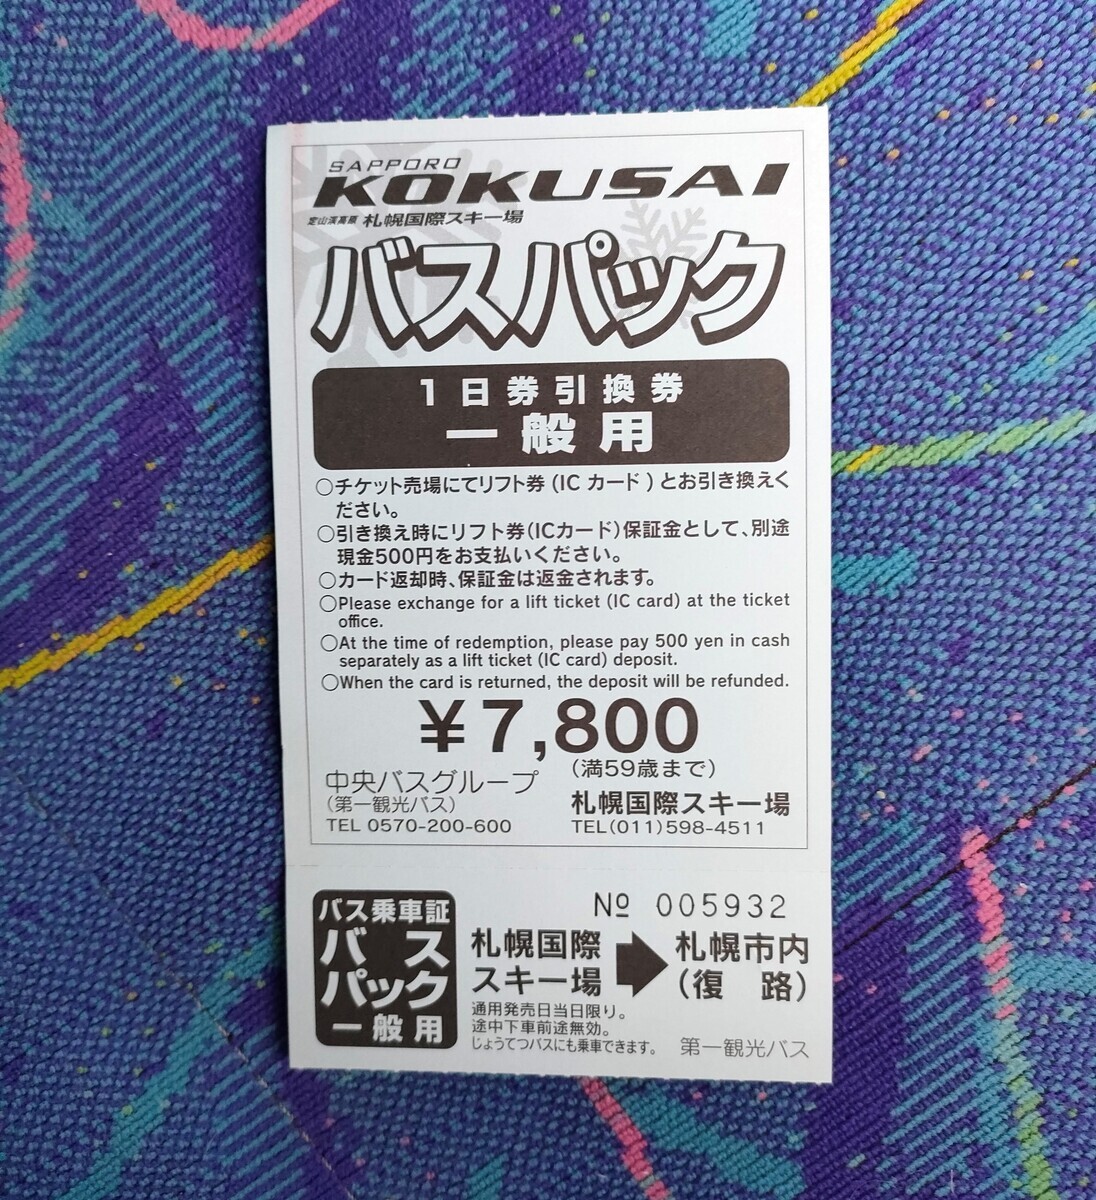 SAPPORO
KOKUSAI
定山渓高原 札幌国際スキー場
バスパック
1日券引換券
一般用
○チケット売場にてリフト券(ICカード)とお引き換えく
ださい。
○引き換え時にリフト券(ICカード)保証金として、別途
現金500円をお支払いください。
○カード返却時、保証金は返金されます。
○Please exchange for a lift ticket (IC card) at the ticket
office.
○At the time of redemption, please pay 500 yen in cash
separately as a lift ticket (IC card) deposit.
○When the card is returned, the deposit will be refunded.
¥7,800
(満59歳まで)
中央バスグループ
(第一観光バス)
TEL 0570-200-600
札幌国際スキー場
TEL(011)598-4511
バス乗車証
バス
パック
一般用
№ 005932
札幌国際
スキー場
札幌市内
(復 路)
通用発売日当日限り。
途中下車前途無効。
じょうてつバスにも乗車できます。
第一観光バス